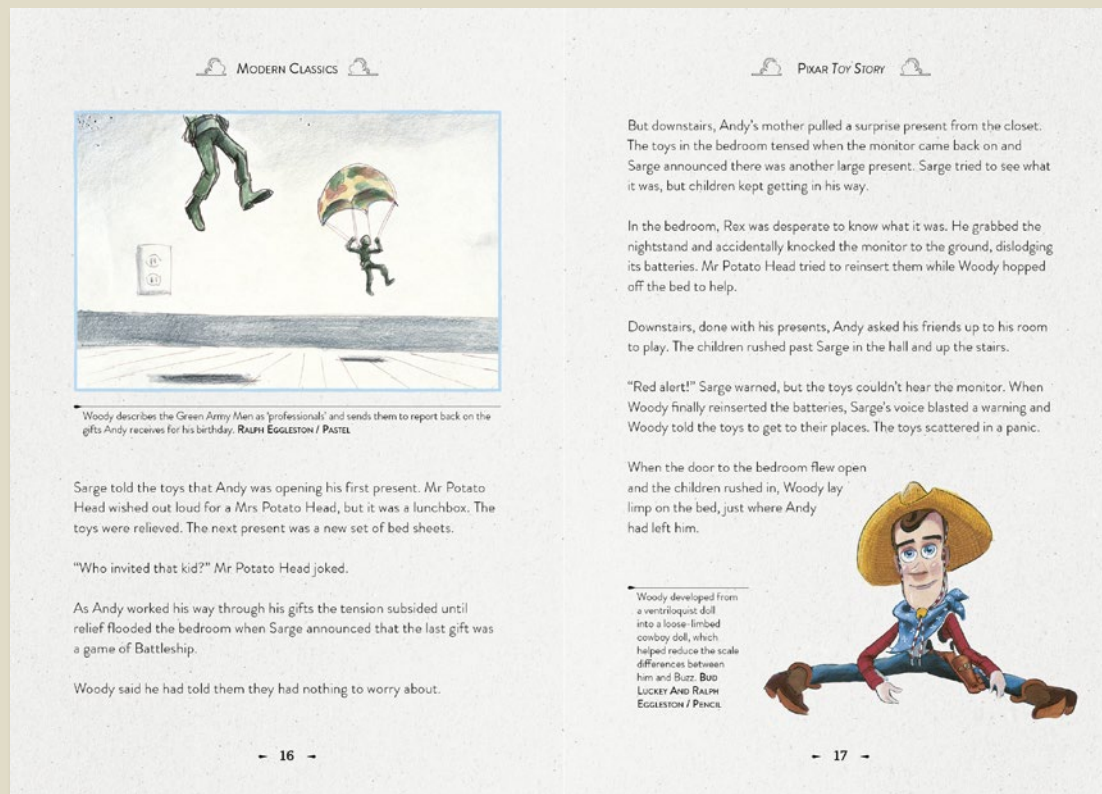 MODERN CLASSICS
Woody describes the Green Army Men as 'professionals' and sends them to report back on the
gifts Andy receives for his birthday. RALPH EGGLESTON / PASTEL
Sarge told the toys that Andy was opening his first present. Mr Potato
Head wished out loud for a Mrs Potato Head, but it was a lunchbox. The
toys were relieved. The next present was a new set of bed sheets.
“Who invited that kid?” Mr Potato Head joked.
As Andy worked his way through his gifts the tension subsided until
relief flooded the bedroom when Sarge announced that the last gift was
a game of Battleship.
Woody said he had told them they had nothing to worry about.
16
PIXAR TOY STORY
But downstairs, Andy’s mother pulled a surprise present from the closet.
The toys in the bedroom tensed when the monitor came back on and
Sarge announced there was another large present. Sarge tried to see what
it was, but children kept getting in his way.
In the bedroom, Rex was desperate to know what it was. He grabbed the
nightstand and accidentally knocked the monitor to the ground, dislodging
its batteries. Mr Potato Head tried to reinsert them while Woody hopped
off the bed to help.
Downstairs, done with his presents, Andy asked his friends up to his room
to play. The children rushed past Sarge in the hall and up the stairs.
“Red alert!” Sarge warned, but the toys couldn’t hear the monitor. When
Woody finally reinserted the batteries, Sarge’s voice blasted a warning and
Woody told the toys to get to their places. The toys scattered in a panic.
When the door to the bedroom flew open
and the children rushed in, Woody lay
limp on the bed, just where Andy
had left him.
Woody developed from
a ventriloquist doll
into a loose-limbed
cowboy doll, which
helped reduce the scale
differences between
him and Buzz. BUD
LUCKEY AND RALPH
EGGLESTON / PENCIL
17